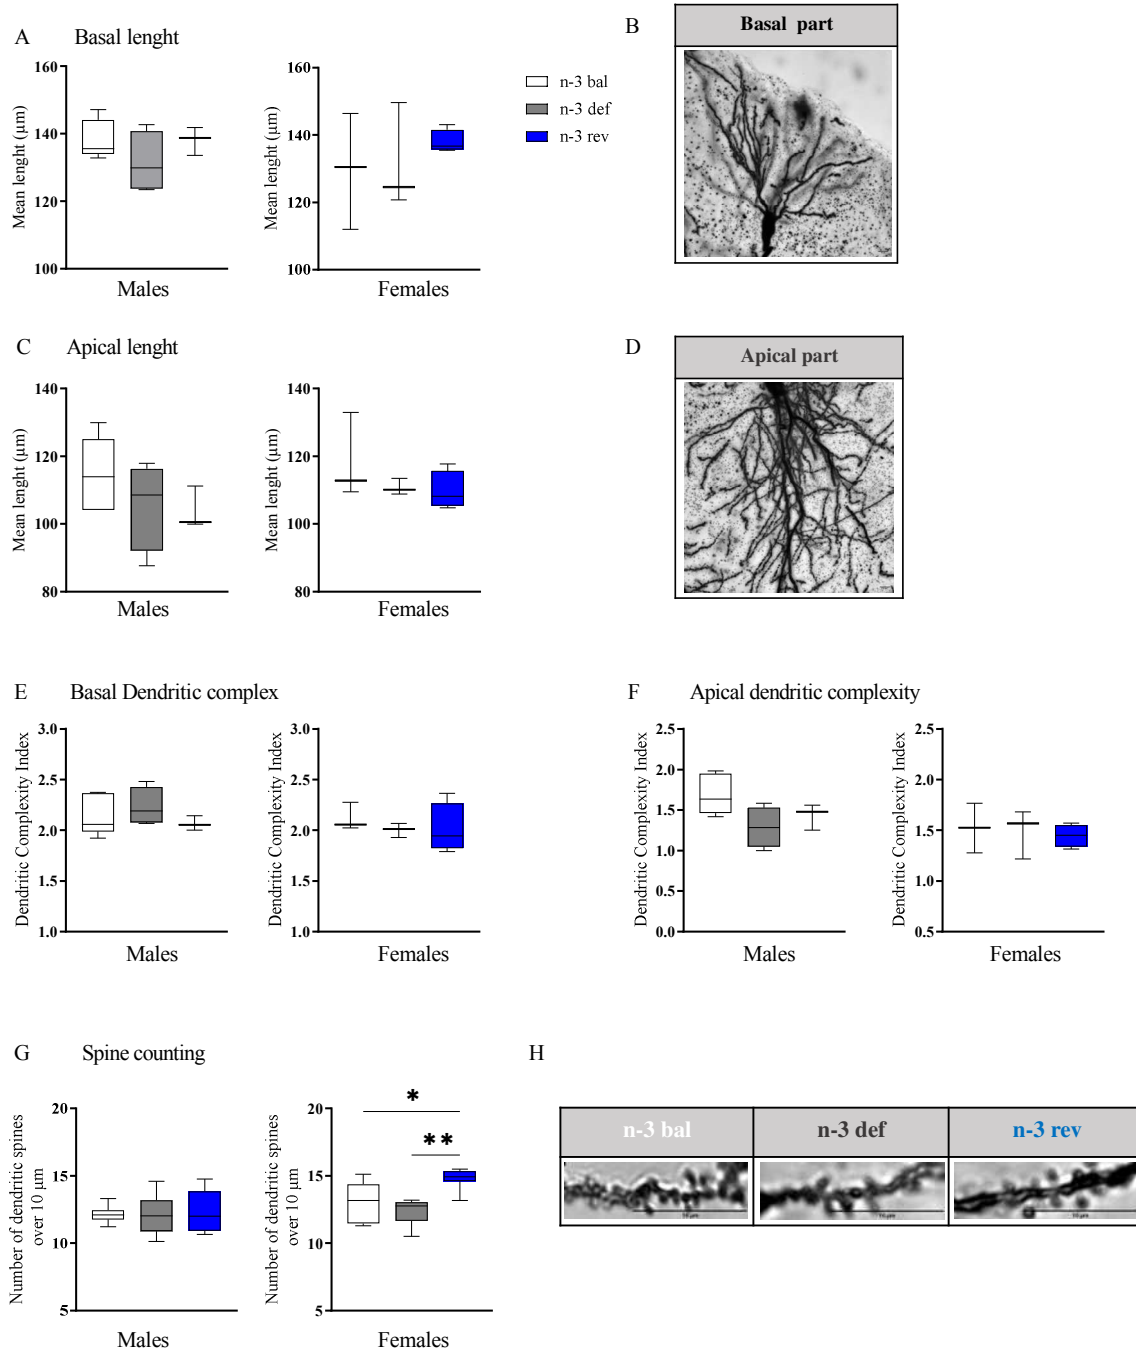 A Basal lenght
160
140
120
100
Mean lenght (µm)
Males
160
140
120
100
Mean lenght (µm)
Females
n-3 bal
n-3 def
n-3 rev
B
Basal part
C Apical lenght
140
120
100
80
Mean lenght (µm)
Males
140
120
100
80
Mean lenght (µm)
Females
D
Apical part
E Basal Dendritic complex
3.0
2.5
2.0
1.5
1.0
Dendritic Complexity Index
Males
3.0
2.5
2.0
1.5
1.0
Dendritic Complexity Index
Females
F Apical dendritic complexity
2.5
2.0
1.5
1.0
0.5
0.0
Dendritic Complexity Index
Males
2.5
2.0
1.5
1.0
0.5
Dendritic Complexity Index
Females
G Spine counting
20
15
10
5
Number of dendritic spines
over 10 µm
Males
20
15
10
5
Number of dendritic spines
over 10 µm
*
**
Females
H
n-3 bal n-3 def n-3 rev
10 µm 10 µm 10 µm